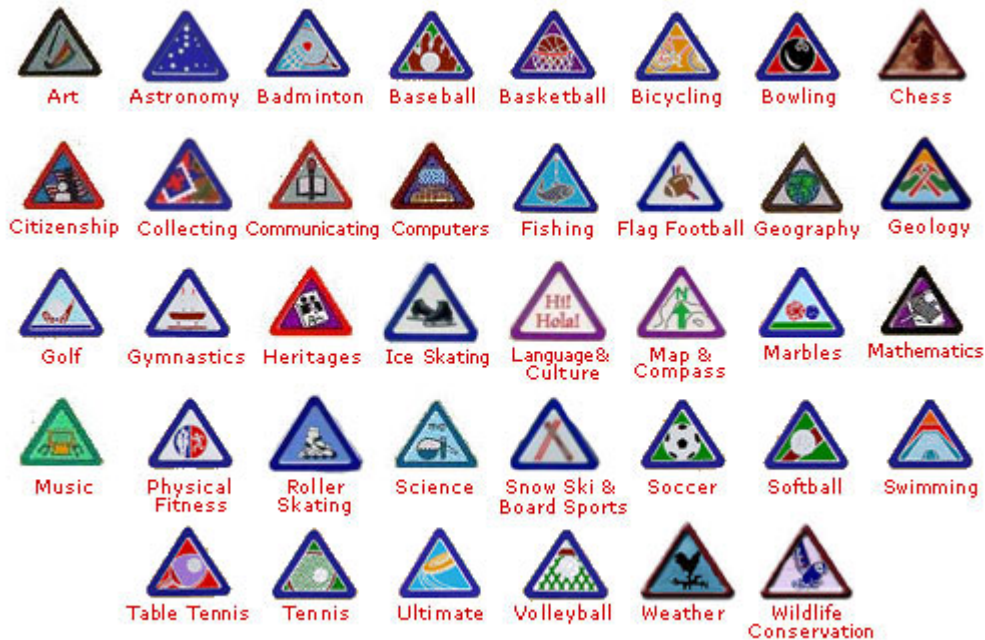 Art Astronomy Badminton Baseball Basketball Bicycling Bowling Chess
Citizenship Collecting Communicating Computers Fishing Flag Football Geography Geology
Hi!
Hola!
N
Golf Gymnastics Heritages Ice Skating Language& Map & Marbles Mathematics
Culture Compass
Music Physical Roller Science Snow Ski & Soccer Softball Swimming
Fitness Skating Board Sports
Table Tennis Tennis Ultimate Volleyball Weather Wildlife
Conservation